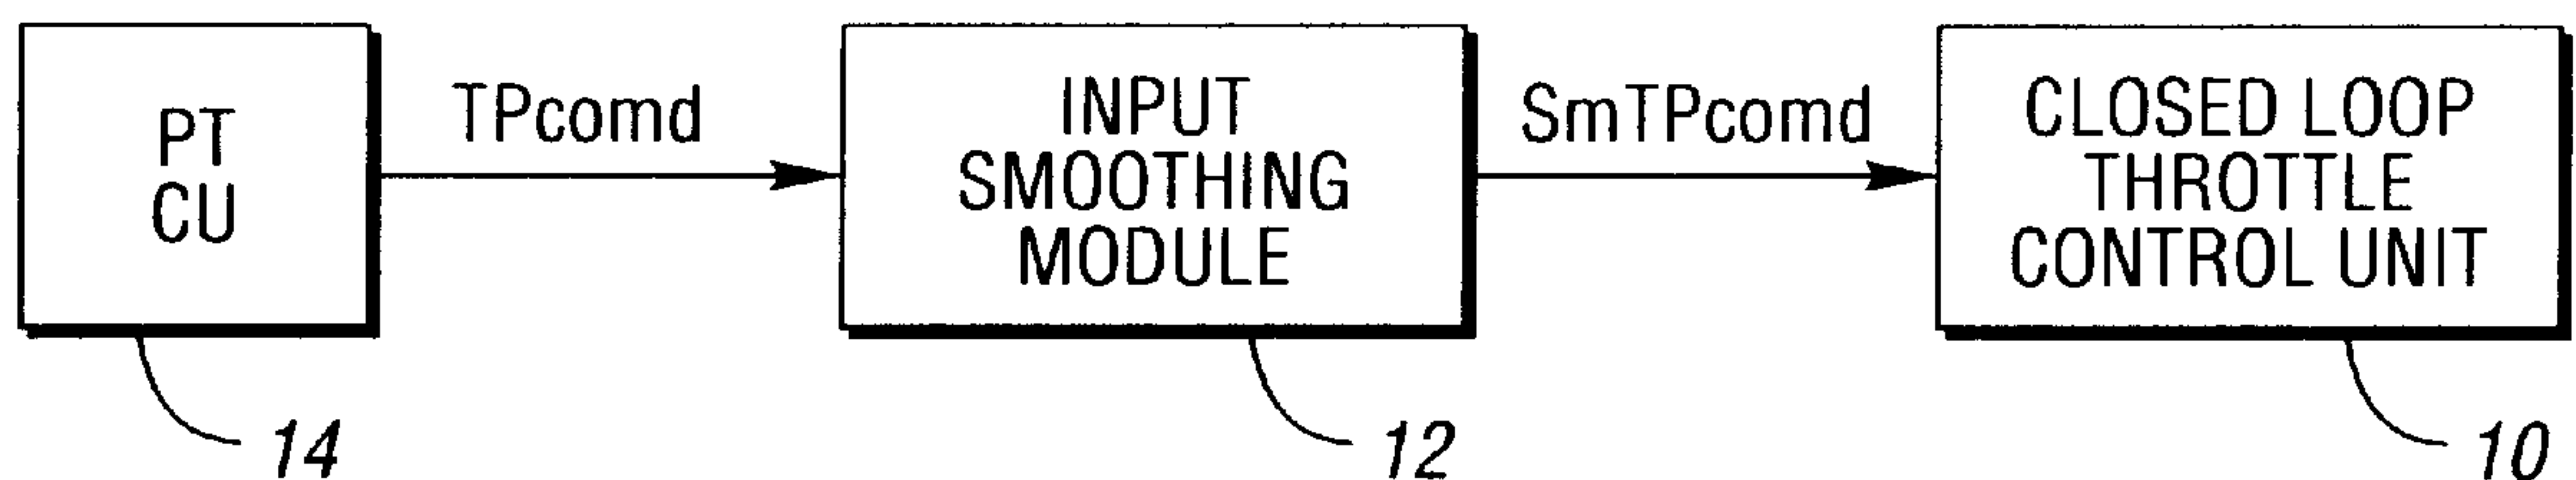 PT
CU
TPcomd
INPUT
SMOOTHING
MODULE
SmTPcomd
CLOSED LOOP
THROTTLE
CONTROL UNIT
14
12
10